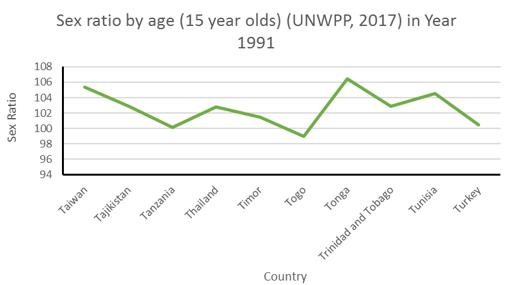 Sex ratio by age (15 year olds) (UNWPP, 2017) in Year
1991
108
106
104
102
100
98
96
94
Sex Ratio
Taiwan
Tajikistan
Tanzania
Thailand
Timor
Togo
Tonga
Trinidad and Tobago
Tunisia
Turkey
Country